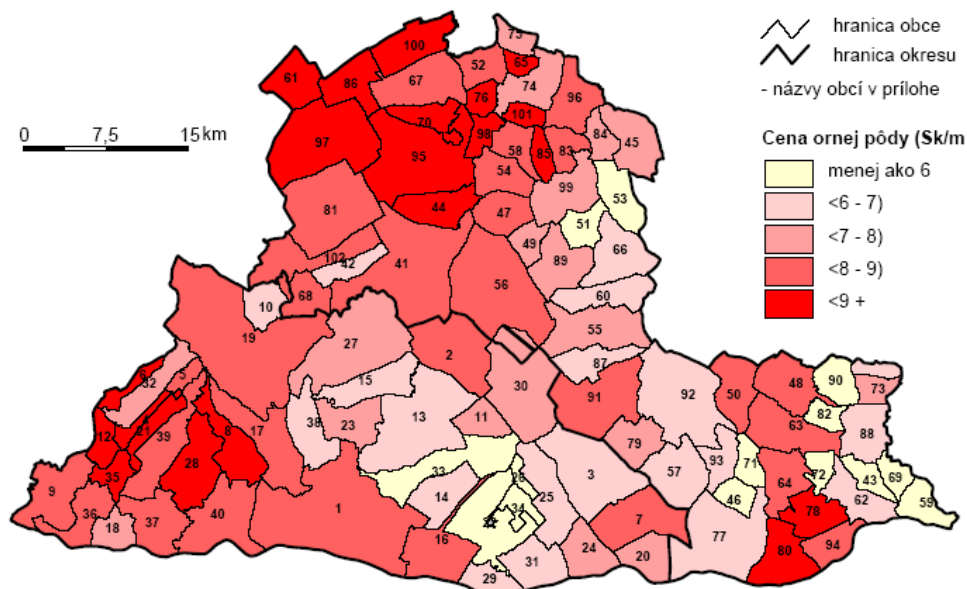 hranica obce
hranica okresu
- názvy obcí v prílohe
Cena ornej pôdy (Sk/m
menej ako 6
<6 - 7)
<7 - 8)
<8 - 9)
<9 +
0 7,5 15 km
100 75
61 86 67 52 65
76 74 96
97 70 98 101 84 45
95 58 85 83
54 99 53
81 44 47 51
102 42 41 49 89 66
10 68 56 60
19 55
27 2 87
32 5 15 30 92 50 48 90 73
13 11 91 82
12 21 39 8 17 38 23 79 63 88
28 33 3 57 93 71 72
35 14 26 25 46 64 43 69
9 1 34 7 78 62 59
36 18 37 40 16 77
31 24 20 80 94
29